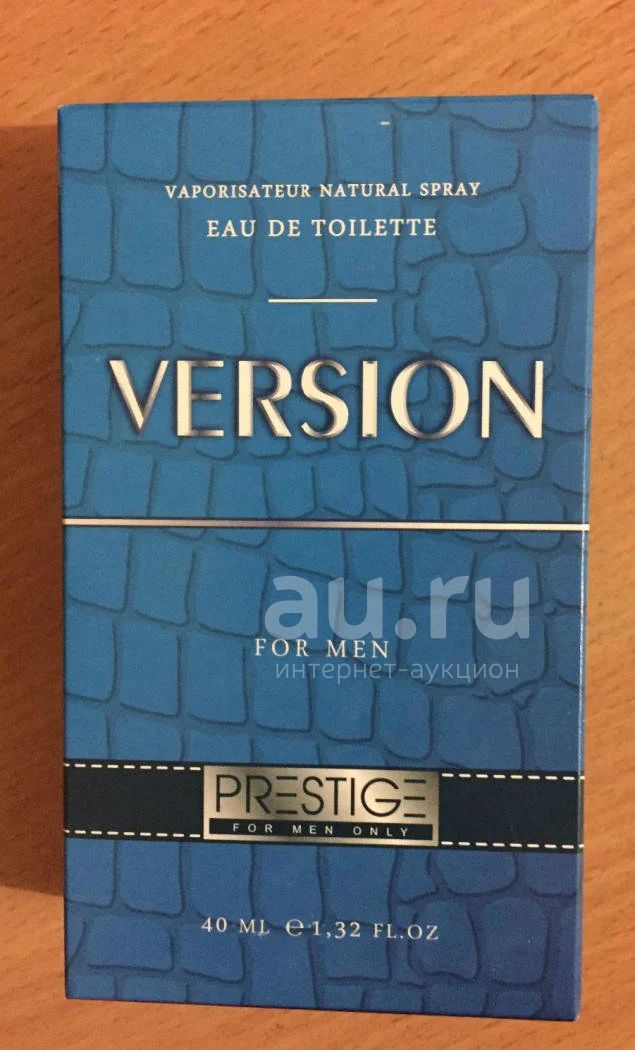 VAPORISATEUR NATURAL SPRAY
EAU DE TOILETTE
VERSION
au.ru
FOR MEN
интернет-аукцион
PRESTIGE
FOR MEN ONLY
40 ML ℮ 1,32 FL.OZ